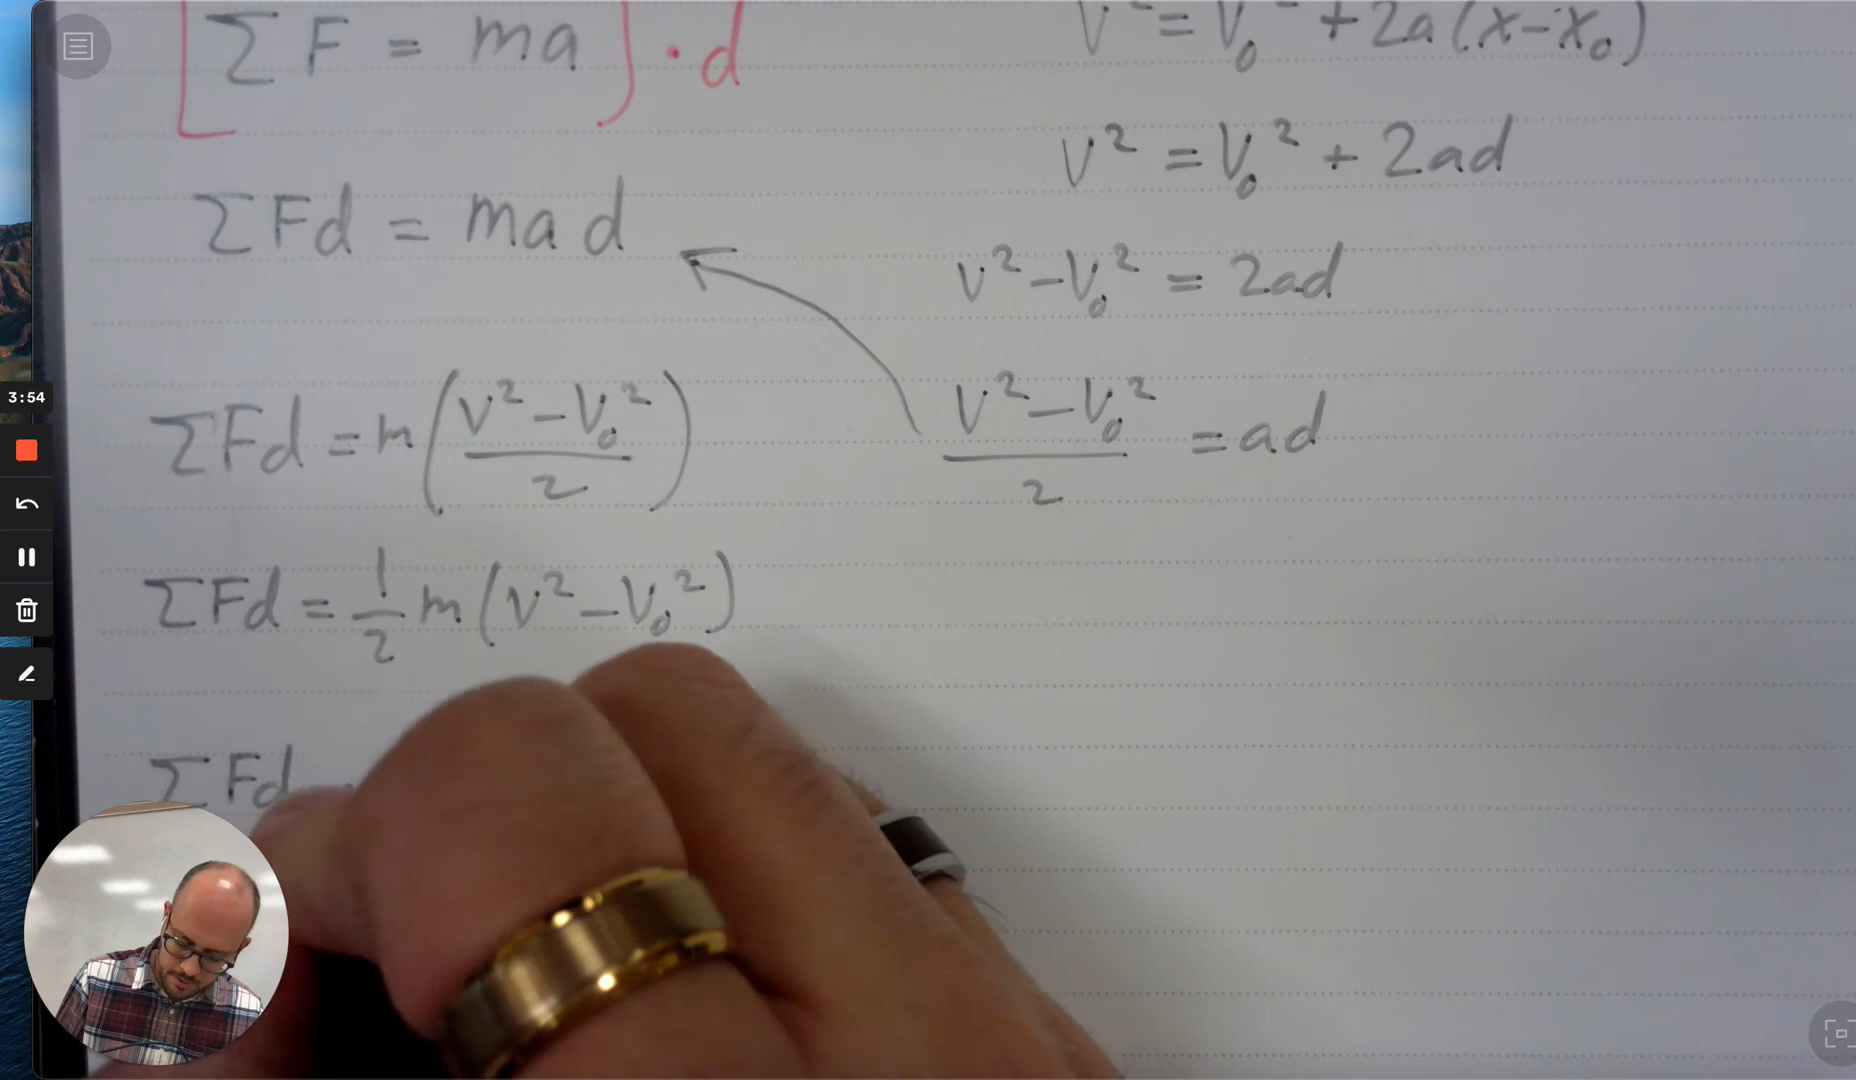 [ΣF = ma] · d
ΣFd = mad
ΣFd = m((v² − v₀²)/2)
ΣFd = 1/2 m(v² − v₀²)
ΣFd
v² = v₀² + 2a(x−x₀)
v² = v₀² + 2ad
v² − v₀² = 2ad
(v² − v₀²)/2 = ad
3:54